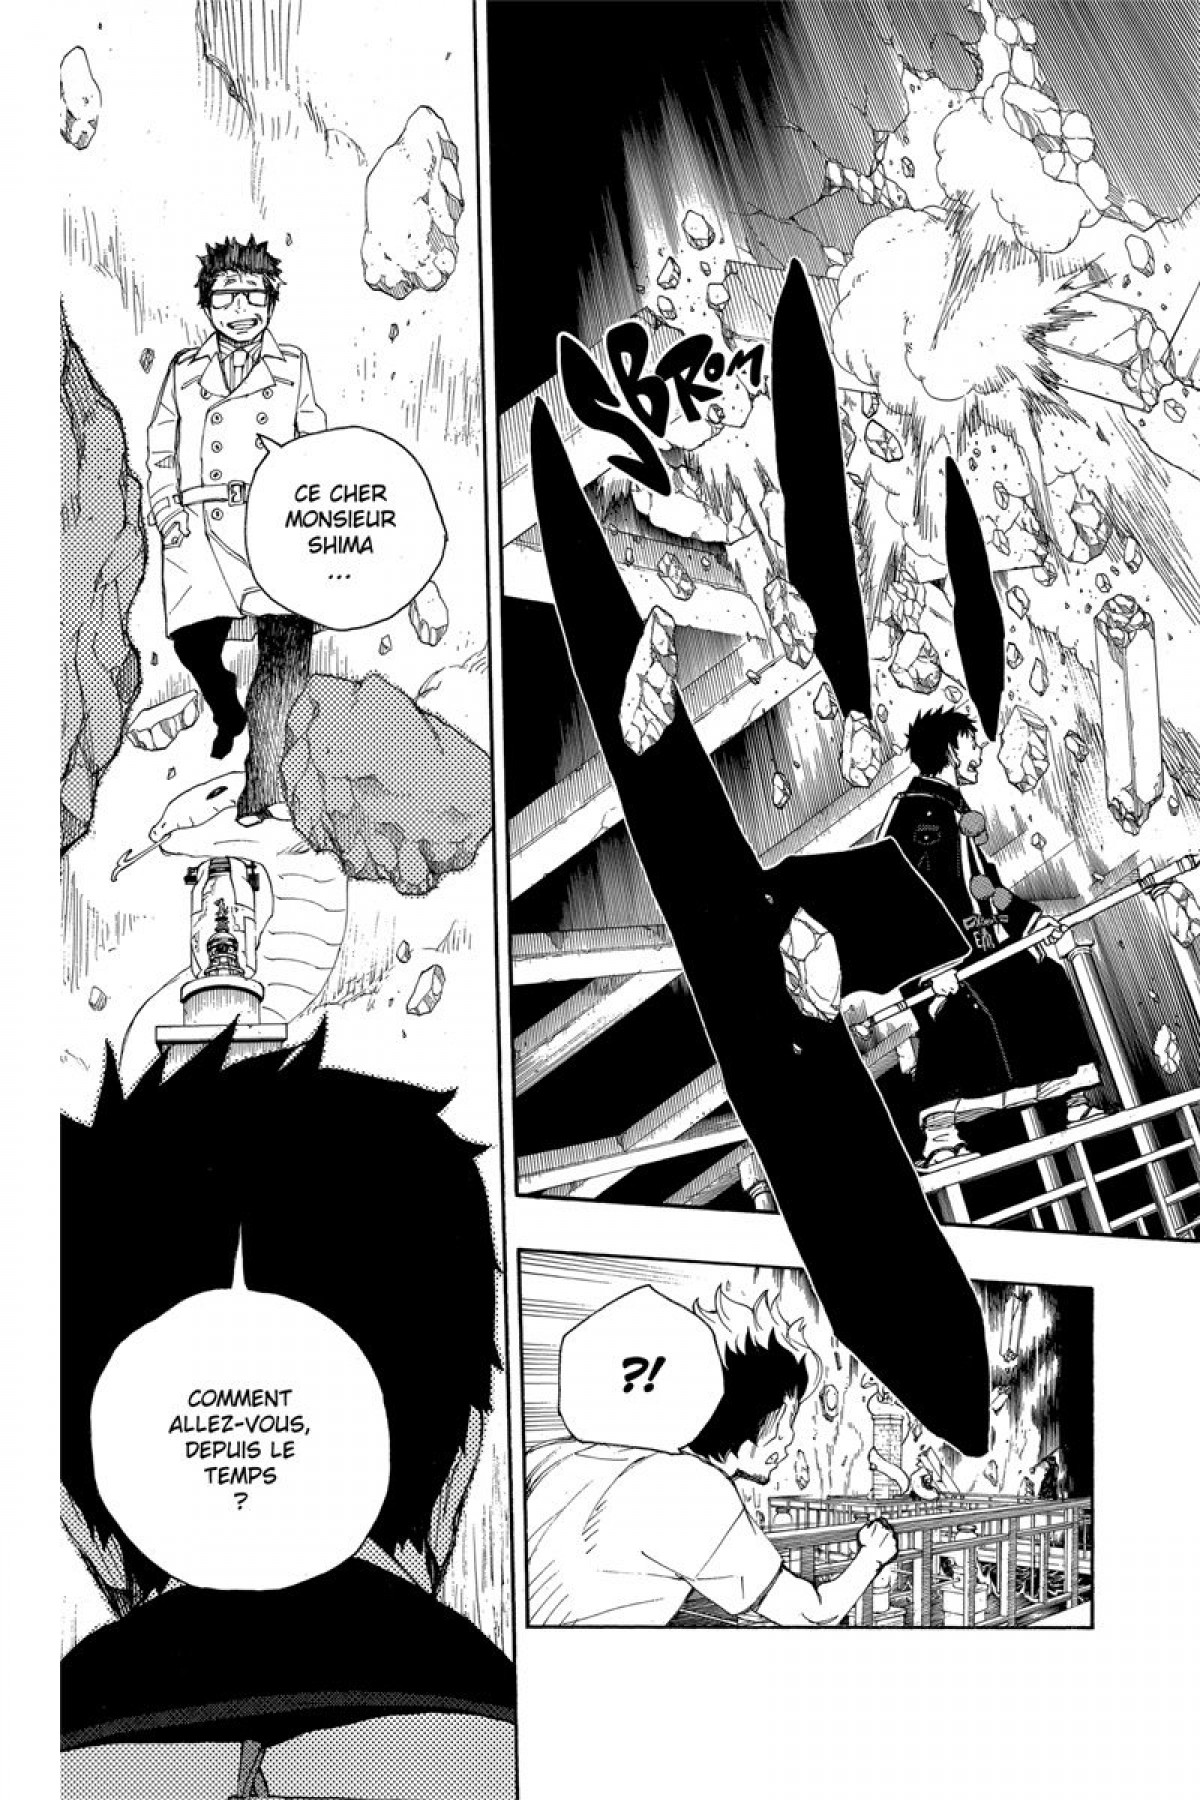 SBROM
?!
CE CHER
MONSIEUR
SHIMA
...
COMMENT
ALLEZ-VOUS,
DEPUIS LE
TEMPS
?